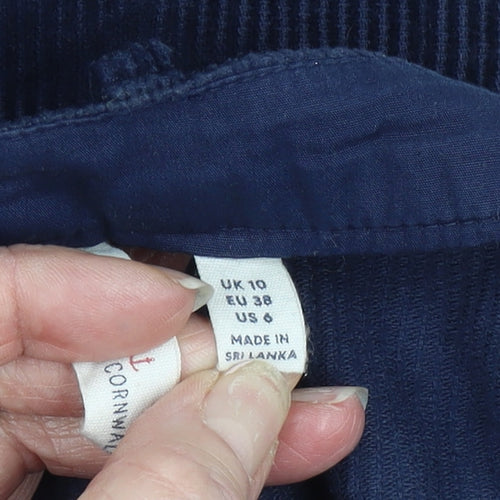 UK 10
EU 38
US 6
MADE IN
SRI LANKA
CORNWA